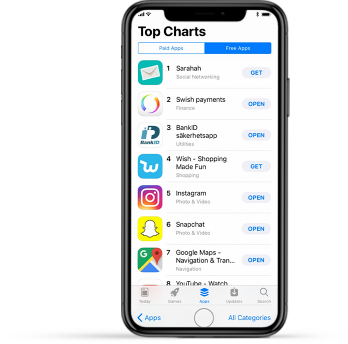 Top Charts
Paid Apps Free Apps
1 Sarahah
Social Networking
GET
2 Swish payments
Finance
OPEN
3 BankID
säkerhetsapp
Utilities
OPEN
BankID
4 Wish - Shopping
Made Fun
Shopping
GET
5 Instagram
Photo & Video
OPEN
6 Snapchat
Photo & Video
OPEN
7 Google Maps -
Navigation & Tran...
Navigation
OPEN
8 YouTube - Watch
Today Games Apps Updates Search
Apps All Categories